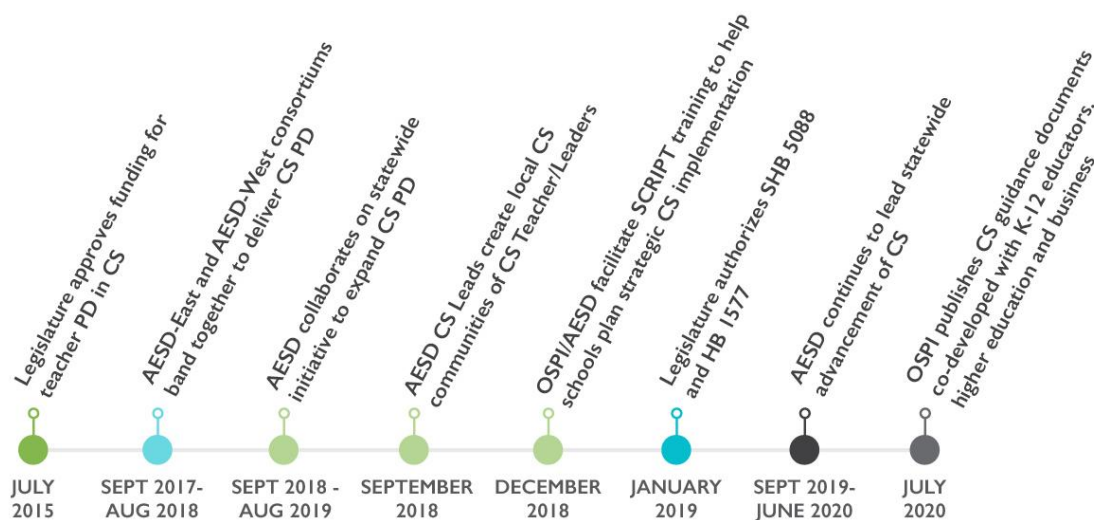 Legislature approves funding for
teacher PD in CS
AESD-East and AESD-West consortiums
band together to deliver CS PD
AESD collaborates on statewide
initiative to expand CS PD
AESD CS Leads create local CS
communities of CS Teacher/Leaders
OSPI/AESD facilitate SCRIPT training to help
schools plan strategic CS implementation
Legislature authorizes SHB 5088
and HB 1577
AESD continues to lead statewide
advancement of CS
OSPI publishes CS guidance documents
co-developed with K-12 educators,
higher education and business
JULY
2015
SEPT 2017-
AUG 2018
SEPT 2018 -
AUG 2019
SEPTEMBER
2018
DECEMBER
2018
JANUARY
2019
SEPT 2019-
JUNE 2020
JULY
2020